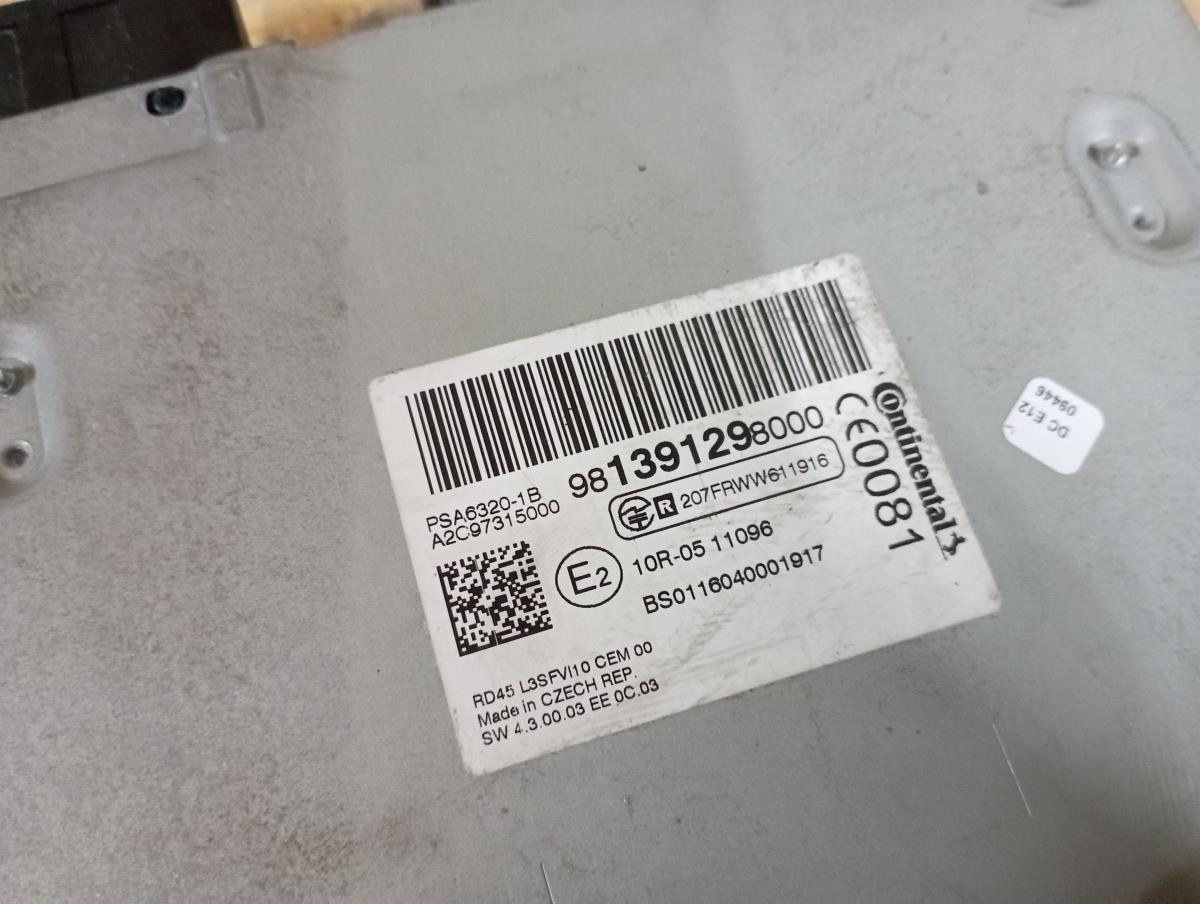 981391298000
PSA6320-1B
A2C97315000
R 207FRWW611916
CE0081
Continental
E2
10R-05 11096
BS0116040001917
RD45 L3SFVI10 CEM 00
Made in CZECH REP.
SW 4.3.00.03 EE 0C.03
DC E12
09446